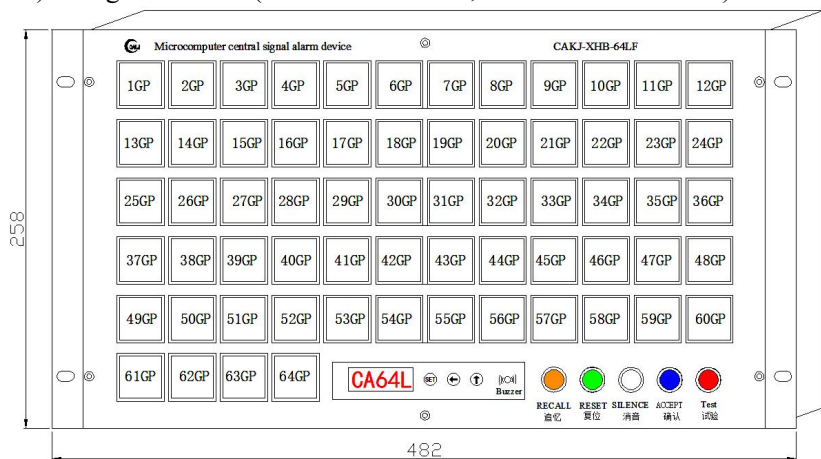 Microcomputer central signal alarm device CAKJ-XHB-64LF
1GP 2GP 3GP 4GP 5GP 6GP 7GP 8GP 9GP 10GP 11GP 12GP
13GP 14GP 15GP 16GP 17GP 18GP 19GP 20GP 21GP 22GP 23GP 24GP
25GP 26GP 27GP 28GP 29GP 30GP 31GP 32GP 33GP 34GP 35GP 36GP
258
37GP 38GP 39GP 40GP 41GP 42GP 43GP 44GP 45GP 46GP 47GP 48GP
49GP 50GP 51GP 52GP 53GP 54GP 55GP 56GP 57GP 58GP 59GP 60GP
61GP 62GP 63GP 64GP CA64L SET
Buzzer
RECALL RESET SILENCE ACCEPT Test
追忆 复位 消音 确认 试验
482